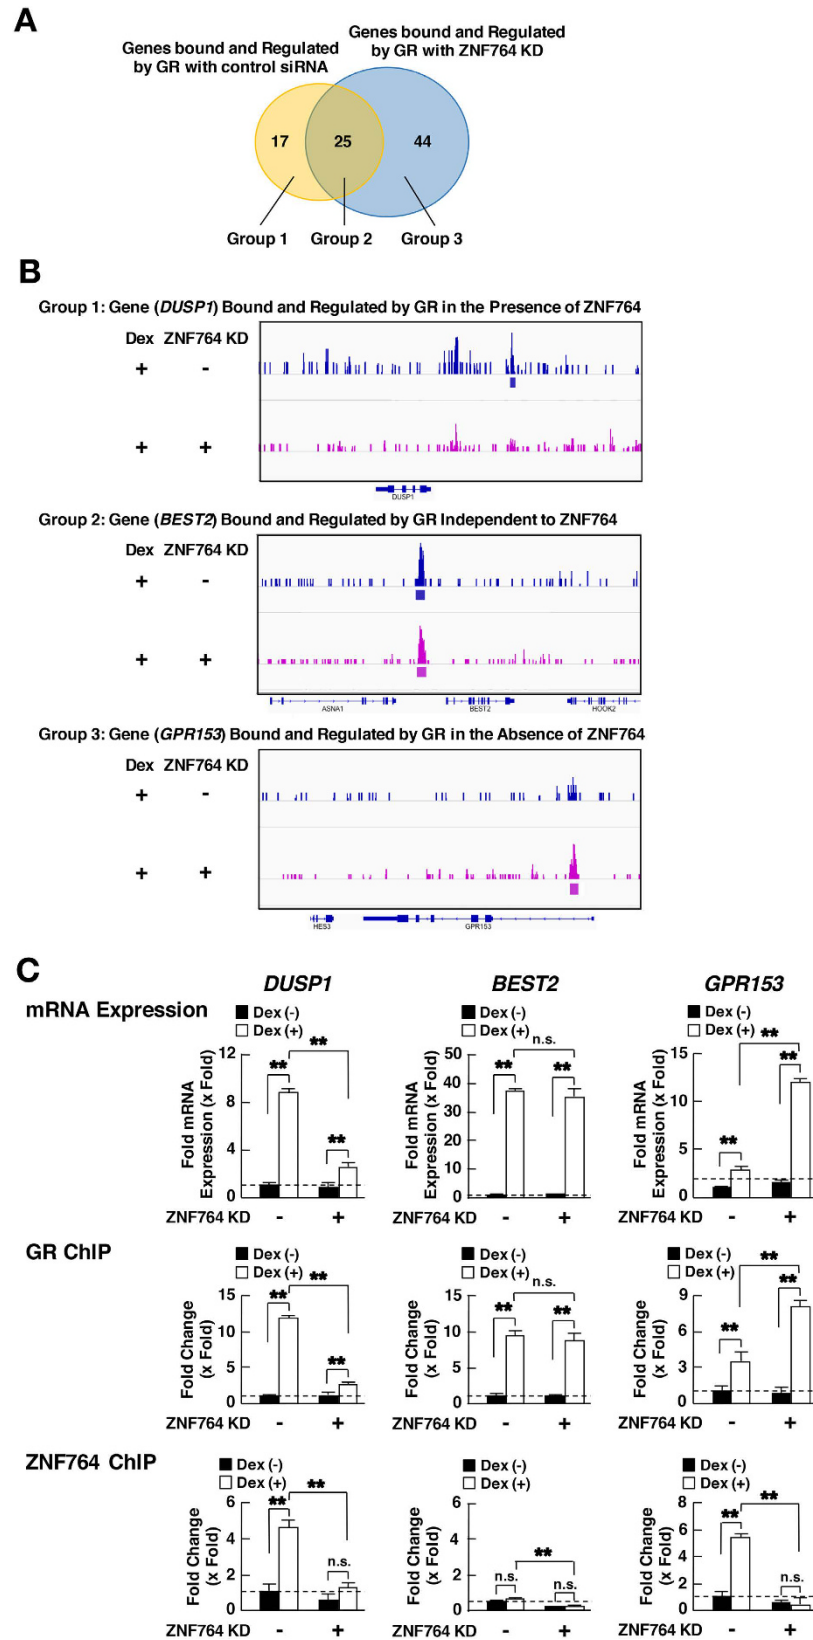 A
Genes bound and Regulated
by GR with control siRNA
Genes bound and Regulated
by GR with ZNF764 KD
17 25 44
Group 1 Group 2 Group 3
B
Group 1: Gene (DUSP1) Bound and Regulated by GR in the Presence of ZNF764
Dex ZNF764 KD
+ -
+ +
DUSP1
Group 2: Gene (BEST2) Bound and Regulated by GR Independent to ZNF764
Dex ZNF764 KD
+ -
+ +
ASNA1 BEST2 HOOK2
Group 3: Gene (GPR153) Bound and Regulated by GR in the Absence of ZNF764
Dex ZNF764 KD
+ -
+ +
HES3 GPR153
C
DUSP1 BEST2 GPR153
mRNA Expression
Dex (-)
Dex (+)
Fold mRNA
Expression (x Fold)
12
8
4
0
** ** **
ZNF764 KD - +
Dex (-)
Dex (+)
Fold mRNA
Expression (x Fold)
50
40
30
20
10
0
** n.s. **
ZNF764 KD - +
Dex (-)
Dex (+)
Fold mRNA
Expression (x Fold)
15
10
5
0
** ** **
ZNF764 KD - +
GR ChIP
Dex (-)
Dex (+)
Fold Change
(x Fold)
15
10
5
0
** ** **
ZNF764 KD - +
Dex (-)
Dex (+)
Fold Change
(x Fold)
15
10
5
0
** n.s. **
ZNF764 KD - +
Dex (-)
Dex (+)
Fold Change
(x Fold)
9
6
3
0
** ** **
ZNF764 KD - +
ZNF764 ChIP
Dex (-)
Dex (+)
Fold Change
(x Fold)
6
4
2
0
** ** n.s.
ZNF764 KD - +
Dex (-)
Dex (+)
Fold Change
(x Fold)
6
4
2
0
n.s. ** n.s.
ZNF764 KD - +
Dex (-)
Dex (+)
Fold Change
(x Fold)
8
6
4
2
0
** ** n.s.
ZNF764 KD - +